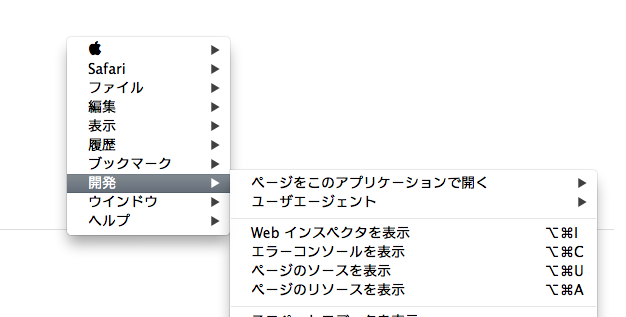 Safari
ファイル
編集
表示
履歴
ブックマーク
開発
ウインドウ
ヘルプ
ページをこのアプリケーションで開く
ユーザエージェント
Web インスペクタを表示 ⌥⌘I
エラーコンソールを表示 ⌥⌘C
ページのソースを表示 ⌥⌘U
ページのリソースを表示 ⌥⌘A